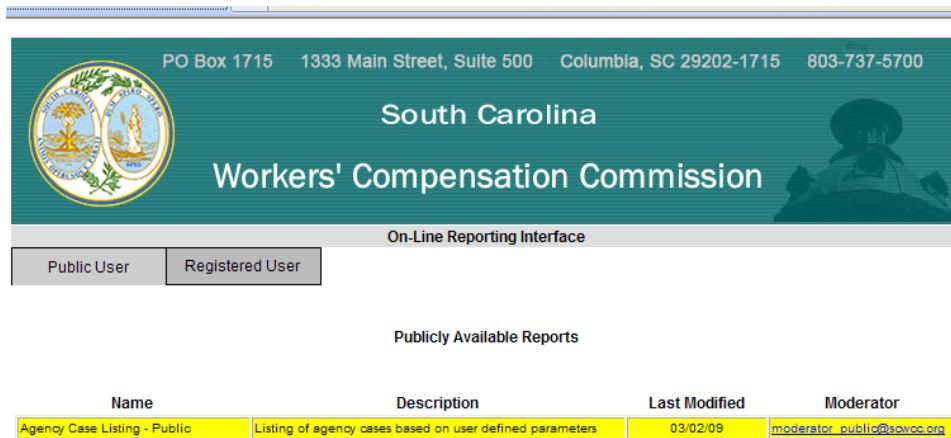 PO Box 1715 1333 Main Street, Suite 500 Columbia, SC 29202-1715 803-737-5700
South Carolina
Workers' Compensation Commission
On-Line Reporting Interface
Public User Registered User
Publicly Available Reports
Name Description Last Modified Moderator
Agency Case Listing - Public Listing of agency cases based on user defined parameters 03/02/09 moderator_public@scwcc.org